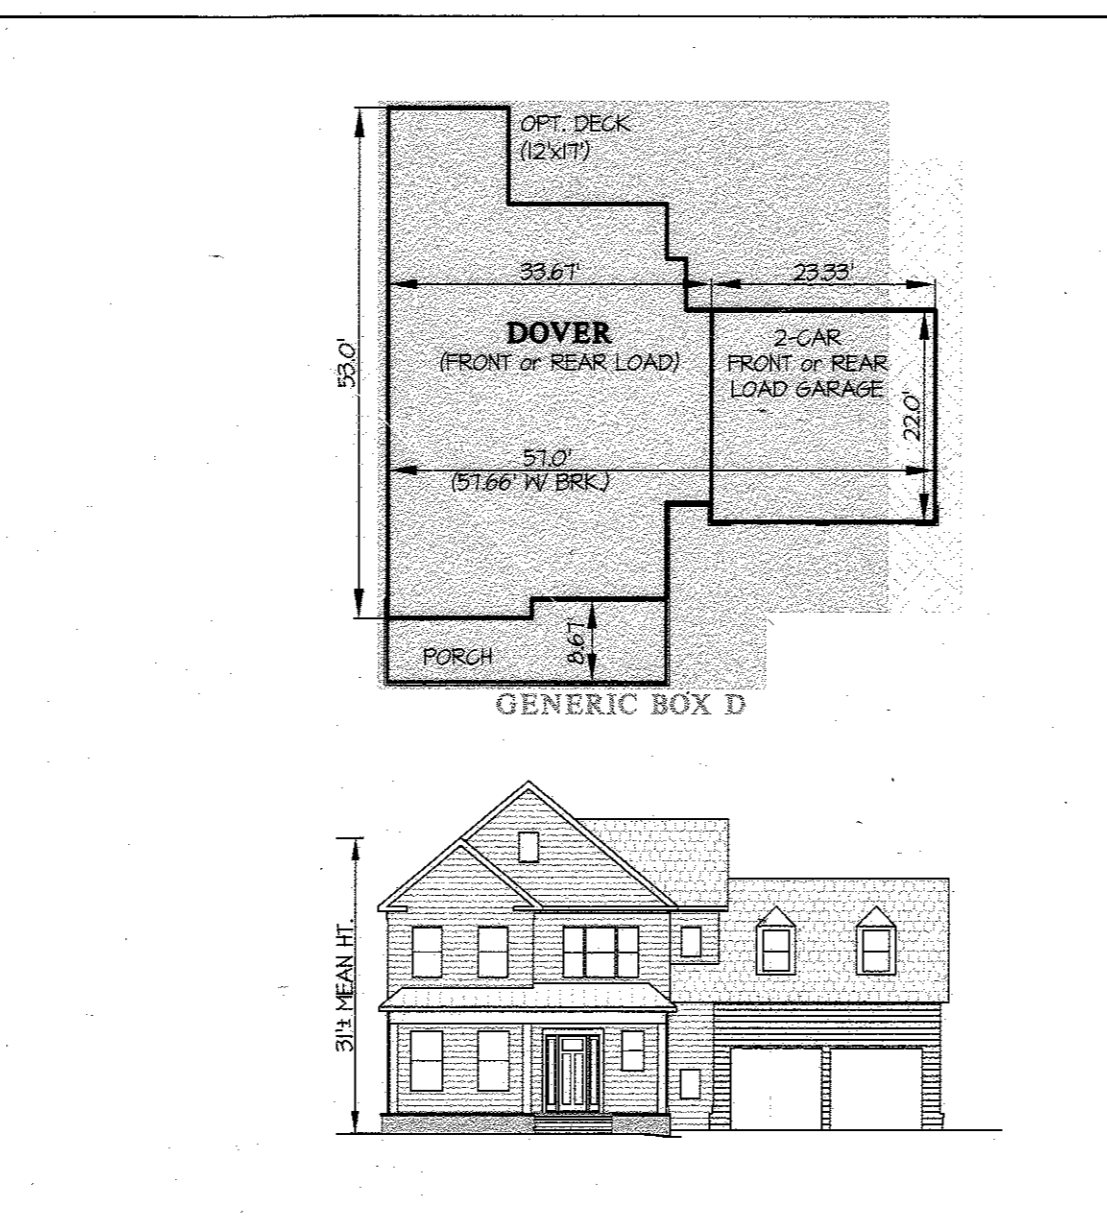 OPT. DECK
(12'x17')
33.67'
23.33'
DOVER
(FRONT or REAR LOAD)
2-CAR
FRONT or REAR
LOAD GARAGE
53.0'
22.0'
57.0'
(57.66' W/ BRK.)
PORCH
8.67
GENERIC BOX D
31'± MEAN HT.